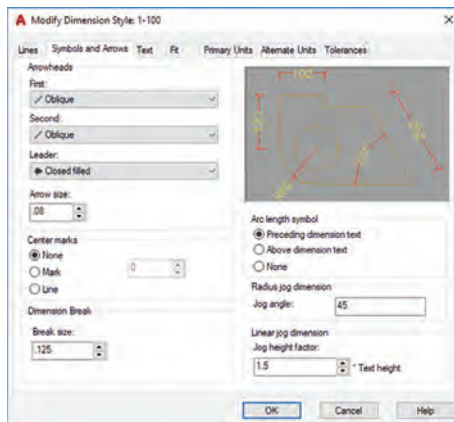 Modify Dimension Style: 1-100
Lines Symbols and Arrows Text Fit Primary Units Alternate Units Tolerances
Arrowheads
First:
Oblique
Second:
Oblique
Leader:
Closed filled
Arrow size:
.08
Center marks
None
Mark
Line
0
Dimension Break
Break size:
.125
100
Arc length symbol
Preceding dimension text
Above dimension text
None
Radius jog dimension
Jog angle:
45
Linear jog dimension
Jog height factor:
1.5
* Text height
OK Cancel Help